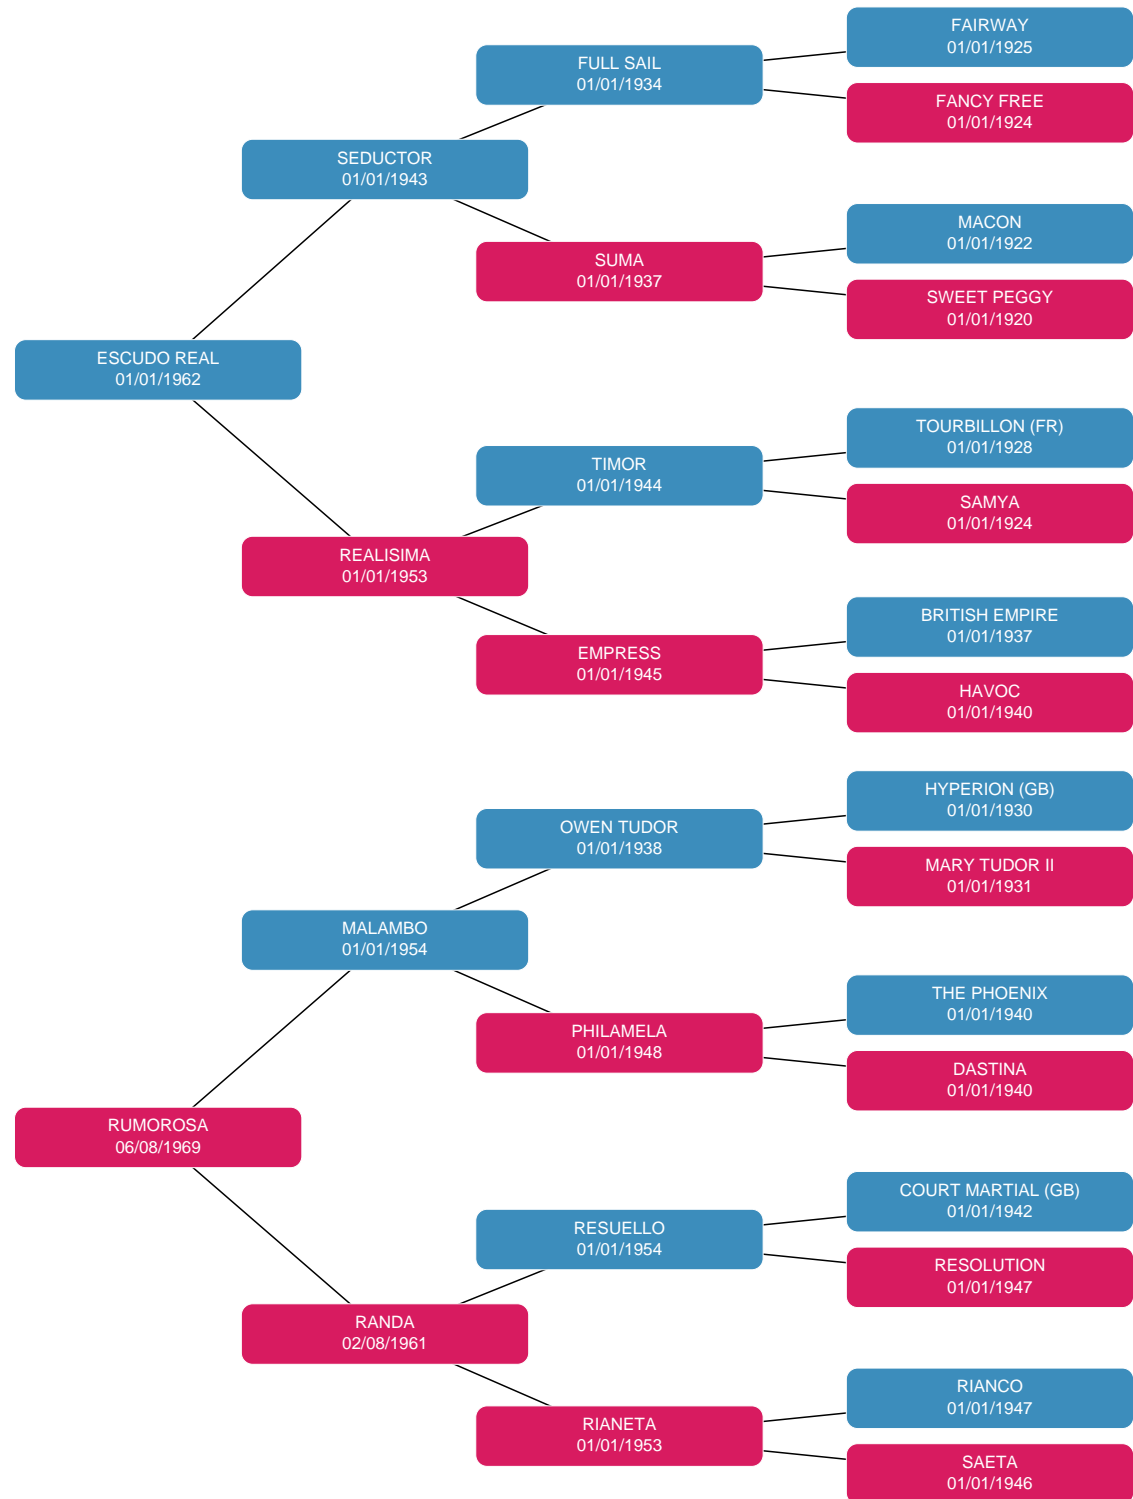 FAIRWAY
01/01/1925
FULL SAIL
01/01/1934
FANCY FREE
01/01/1924
SEDUCTOR
01/01/1943
MACON
01/01/1922
SUMA
01/01/1937
SWEET PEGGY
01/01/1920
ESCUDO REAL
01/01/1962
TOURBILLON (FR)
01/01/1928
TIMOR
01/01/1944
SAMYA
01/01/1924
REALISIMA
01/01/1953
BRITISH EMPIRE
01/01/1937
EMPRESS
01/01/1945
HAVOC
01/01/1940
HYPERION (GB)
01/01/1930
OWEN TUDOR
01/01/1938
MARY TUDOR II
01/01/1931
MALAMBO
01/01/1954
THE PHOENIX
01/01/1940
PHILAMELA
01/01/1948
DASTINA
01/01/1940
RUMOROSA
06/08/1969
COURT MARTIAL (GB)
01/01/1942
RESUELLO
01/01/1954
RESOLUTION
01/01/1947
RANDA
02/08/1961
RIANCO
01/01/1947
RIANETA
01/01/1953
SAETA
01/01/1946